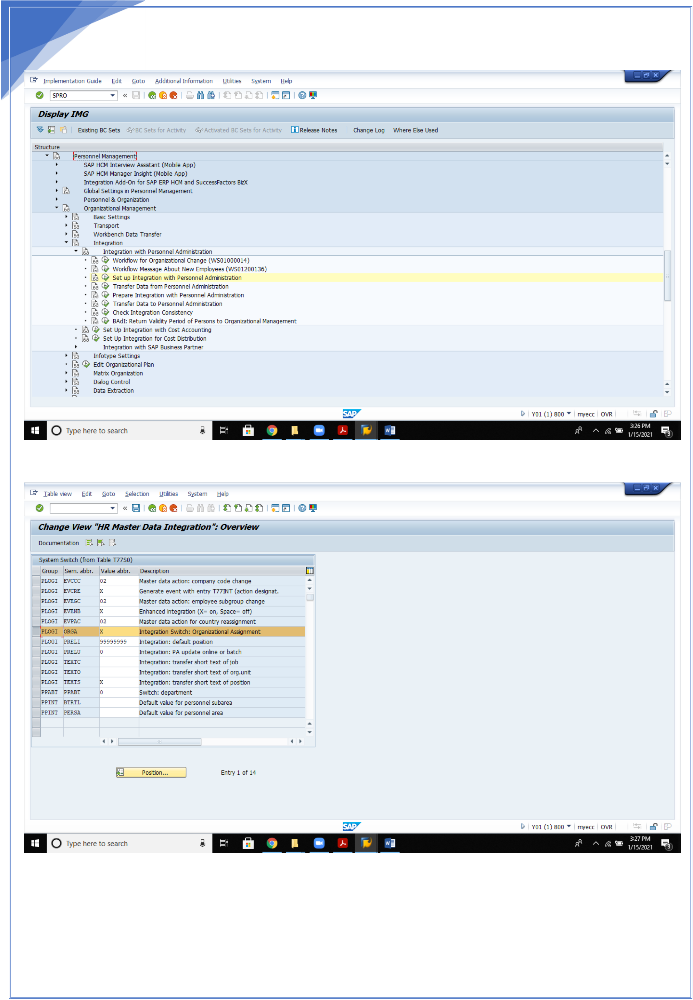 Implementation Guide Edit Goto Additional Information Utilities System Help
SPRO
Display IMG
Existing BC Sets BC Sets for Activity Activated BC Sets for Activity Release Notes Change Log Where Else Used
Structure
Personnel Management
SAP HCM Interview Assistant (Mobile App)
SAP HCM Manager Insight (Mobile App)
Integration Add-On for SAP ERP HCM and SuccessFactors BizX
Global Settings in Personnel Management
Personnel & Organization
Organizational Management
Basic Settings
Transport
Workbench Data Transfer
Integration
Integration with Personnel Administration
Workflow for Organizational Change (WS01000014)
Workflow Message About New Employees (WS01200136)
Set up Integration with Personnel Administration
Transfer Data from Personnel Administration
Prepare Integration with Personnel Administration
Transfer Data to Personnel Administration
Check Integration Consistency
BAdI: Return Validity Period of Persons to Organizational Management
Set Up Integration with Cost Accounting
Set Up Integration for Cost Distribution
Integration with SAP Business Partner
Infotype Settings
Edit Organizational Plan
Matrix Organization
Dialog Control
Data Extraction
SAP Y01 (1) 800 myecc OVR
Type here to search 3:26 PM
1/15/2021 3
Table view Edit Goto Selection Utilities System Help
Change View "HR Master Data Integration": Overview
Documentation
System Switch (from Table T77S0)
Group Sem. abbr. Value abbr. Description
PLOGI EVCCC 02 Master data action: company code change
PLOGI EVCRE X Generate event with entry T77INT (action designat.
PLOGI EVEGC 02 Master data action: employee subgroup change
PLOGI EVENB X Enhanced integration (X= on, Space= off)
PLOGI EVPAC 02 Master data action for country reassignment
PLOGI ORGA X Integration Switch: Organizational Assignment
PLOGI PRELI 99999999 Integration: default position
PLOGI PRELU 0 Integration: PA update online or batch
PLOGI TEXTC Integration: transfer short text of job
PLOGI TEXTO Integration: transfer short text of org.unit
PLOGI TEXTS X Integration: transfer short text of position
PPABT PPABT 0 Switch: department
PPINT BTRTL Default value for personnel subarea
PPINT PERSA Default value for personnel area
Position... Entry 1 of 14
SAP Y01 (1) 800 myecc OVR
Type here to search 3:27 PM
1/15/2021 3